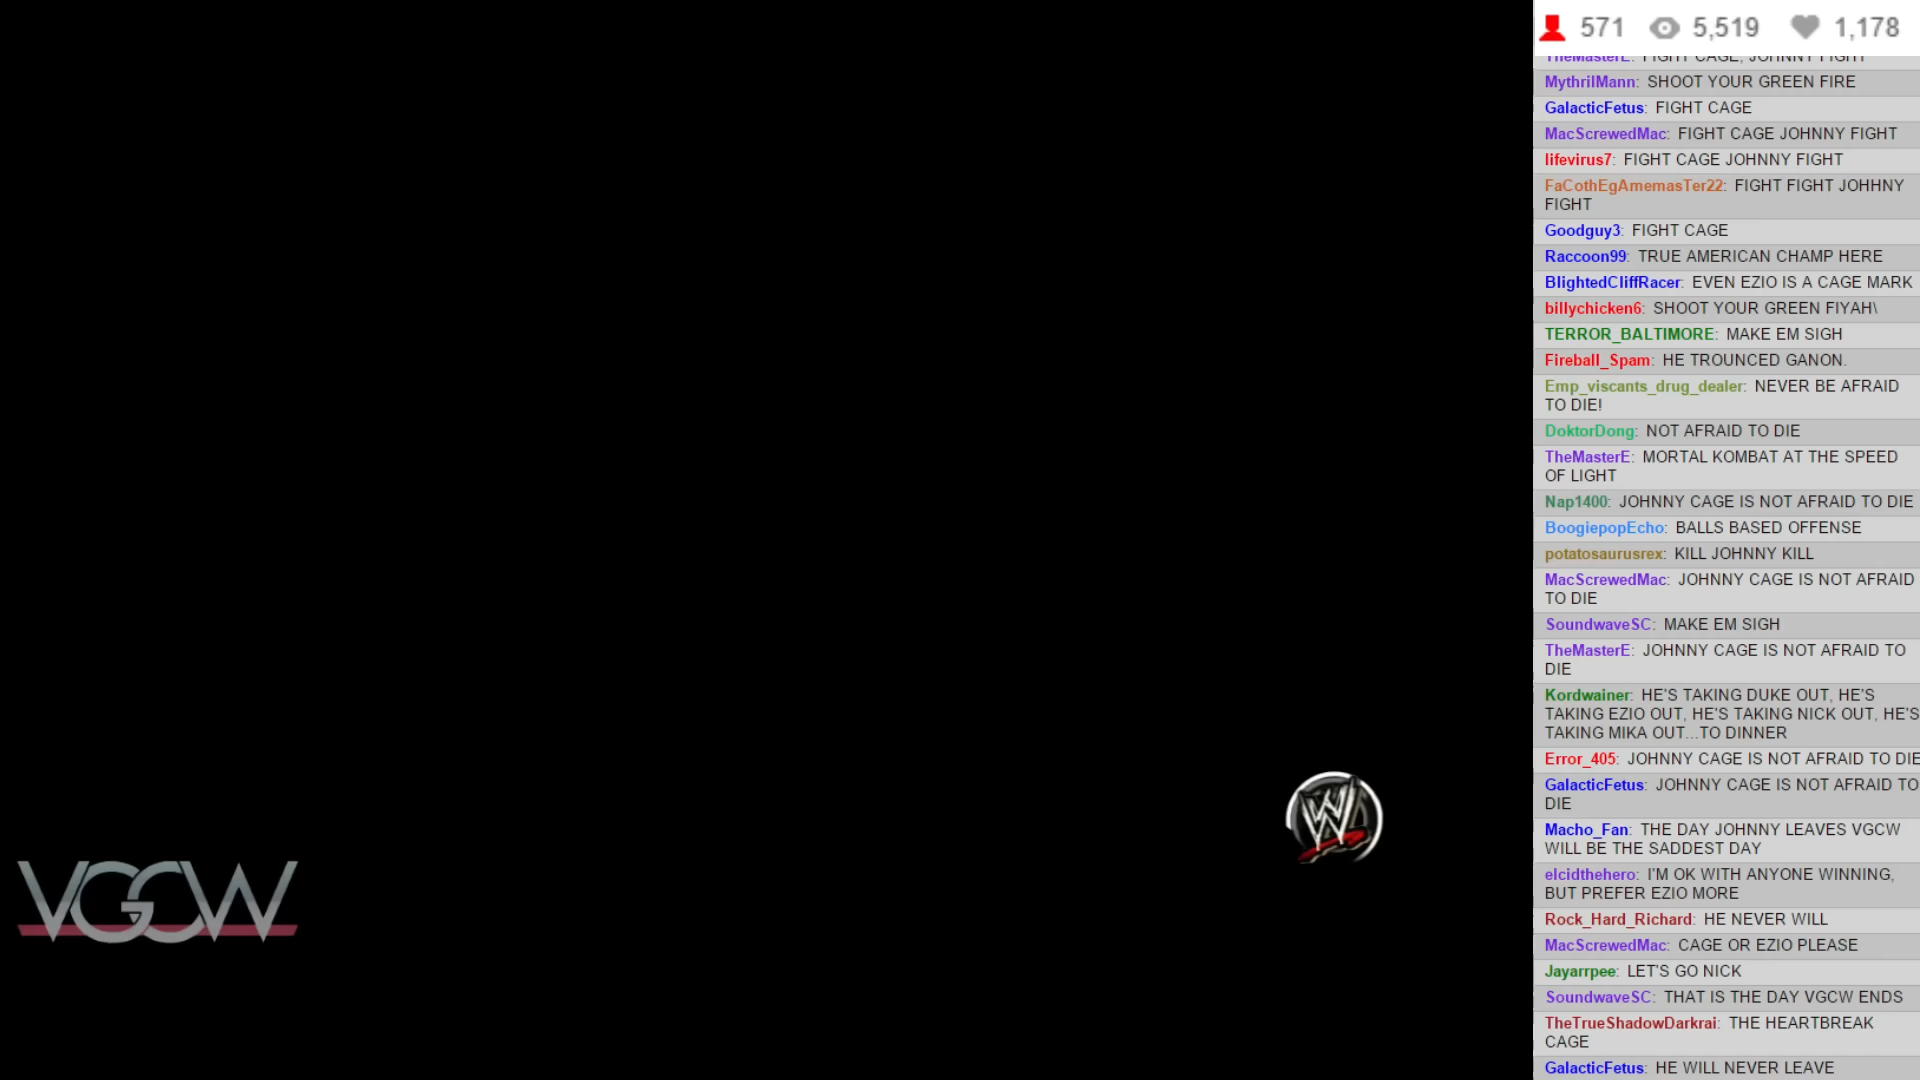 571 5,519 1,178
TheMasterE: FIGHT CAGE, JOHNNY FIGHT
MythrilMann: SHOOT YOUR GREEN FIRE
GalacticFetus: FIGHT CAGE
MacScrewedMac: FIGHT CAGE JOHNNY FIGHT
lifevirus7: FIGHT CAGE JOHNNY FIGHT
FaCothEgAmemasTer22: FIGHT FIGHT JOHHNY
FIGHT
Goodguy3: FIGHT CAGE
Raccoon99: TRUE AMERICAN CHAMP HERE
BlightedCliffRacer: EVEN EZIO IS A CAGE MARK
billychicken6: SHOOT YOUR GREEN FIYAH\
TERROR_BALTIMORE: MAKE EM SIGH
Fireball_Spam: HE TROUNCED GANON.
Emp_viscants_drug_dealer: NEVER BE AFRAID
TO DIE!
DoktorDong: NOT AFRAID TO DIE
TheMasterE: MORTAL KOMBAT AT THE SPEED
OF LIGHT
Nap1400: JOHNNY CAGE IS NOT AFRAID TO DIE
BoogiepopEcho: BALLS BASED OFFENSE
potatosaurusrex: KILL JOHNNY KILL
MacScrewedMac: JOHNNY CAGE IS NOT AFRAID
TO DIE
SoundwaveSC: MAKE EM SIGH
TheMasterE: JOHNNY CAGE IS NOT AFRAID TO
DIE
Kordwainer: HE'S TAKING DUKE OUT, HE'S
TAKING EZIO OUT, HE'S TAKING NICK OUT, HE'S
TAKING MIKA OUT...TO DINNER
Error_405: JOHNNY CAGE IS NOT AFRAID TO DIE
GalacticFetus: JOHNNY CAGE IS NOT AFRAID TO
DIE
Macho_Fan: THE DAY JOHNNY LEAVES VGCW
WILL BE THE SADDEST DAY
elcidthehero: I'M OK WITH ANYONE WINNING,
BUT PREFER EZIO MORE
Rock_Hard_Richard: HE NEVER WILL
MacScrewedMac: CAGE OR EZIO PLEASE
Jayarrpee: LET'S GO NICK
SoundwaveSC: THAT IS THE DAY VGCW ENDS
TheTrueShadowDarkrai: THE HEARTBREAK
CAGE
GalacticFetus: HE WILL NEVER LEAVE
W
VGCW